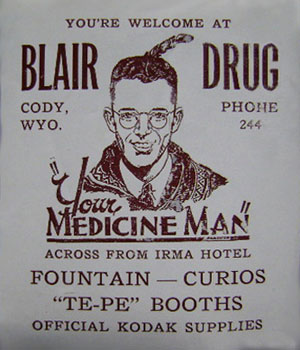 YOU'RE WELCOME AT
BLAIR DRUG
CODY, WYO.
PHONE 244
"Your
MEDICINE MAN"
ACROSS FROM IRMA HOTEL
FOUNTAIN — CURIOS
"TE-PE" BOOTHS
OFFICIAL KODAK SUPPLIES